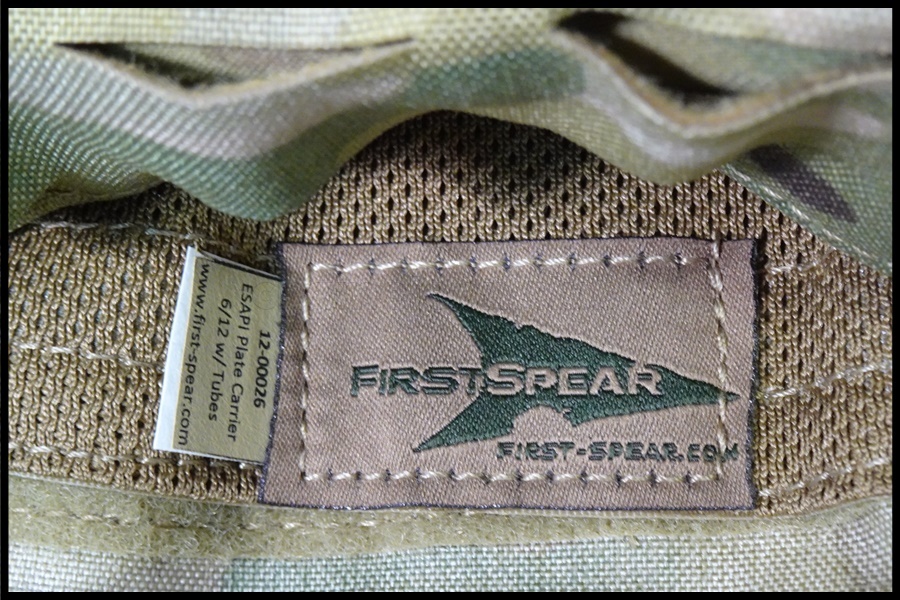 12-00026
ESAPI Plate Carrier
6/12 w/ Tubes
www.first-spear.com
FIRSTSPEAR
FIRST-SPEAR.COM